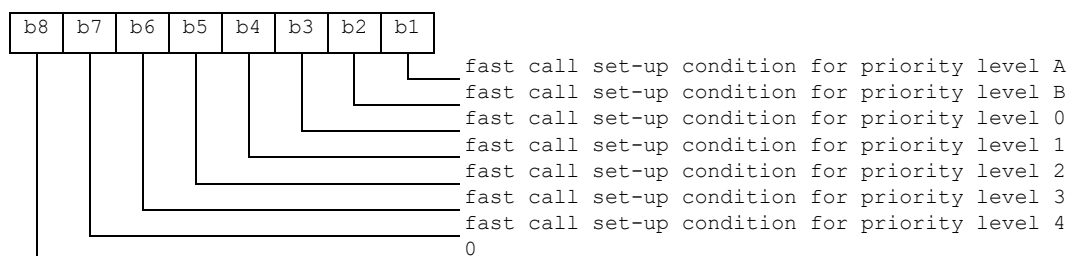 b8 b7 b6 b5 b4 b3 b2 b1
fast call set-up condition for priority level A
fast call set-up condition for priority level B
fast call set-up condition for priority level 0
fast call set-up condition for priority level 1
fast call set-up condition for priority level 2
fast call set-up condition for priority level 3
fast call set-up condition for priority level 4
0